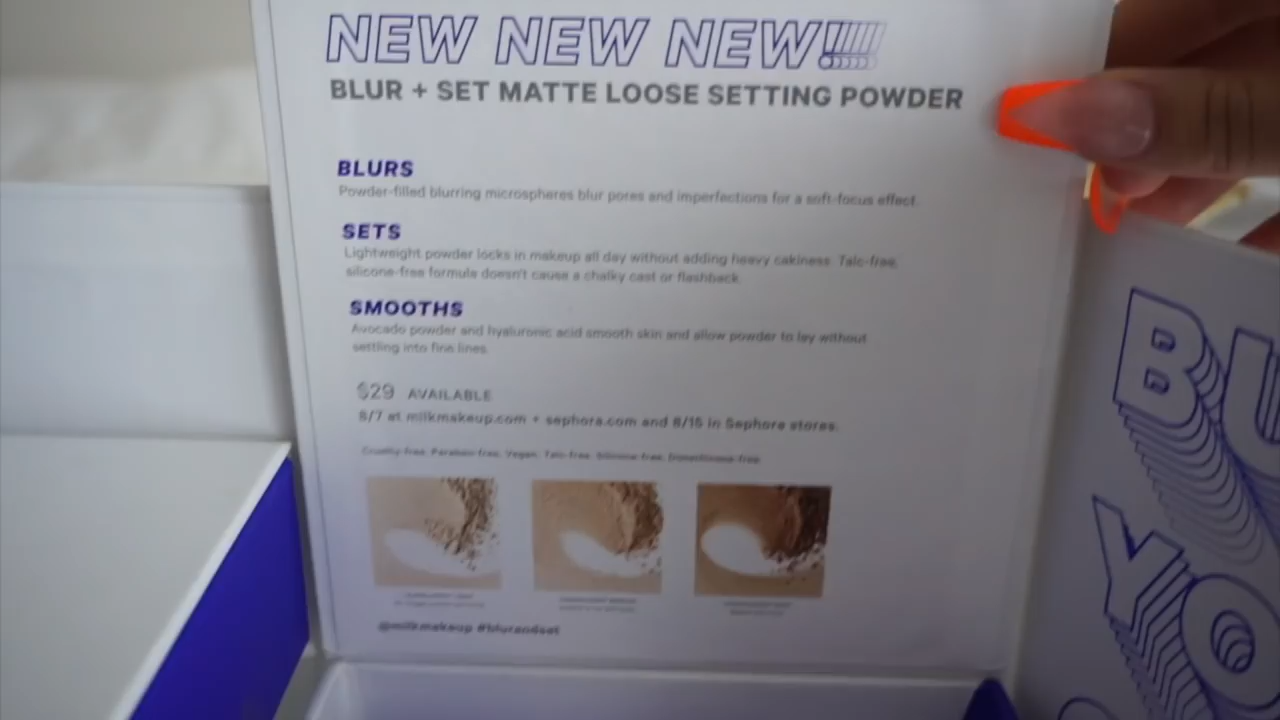 NEW NEW NEW!!!!!!
BLUR + SET MATTE LOOSE SETTING POWDER
BLURS
Powder-filled blurring microspheres blur pores and imperfections for a soft-focus effect.
SETS
Lightweight powder locks in makeup all day without adding heavy cakiness. Talc-free,
silicone-free formula doesn't cause a chalky cast or flashback.
SMOOTHS
Avocado powder and hyaluronic acid smooth skin and allow powder to lay without
settling into fine lines.
$29 AVAILABLE
8/7 at milkmakeup.com + sephora.com and 8/15 in Sephora stores.
Cruelty-free, Paraben-free, Vegan, Talc-free, Silicone-free,
@milkmakeup #blurandset
BU
YO